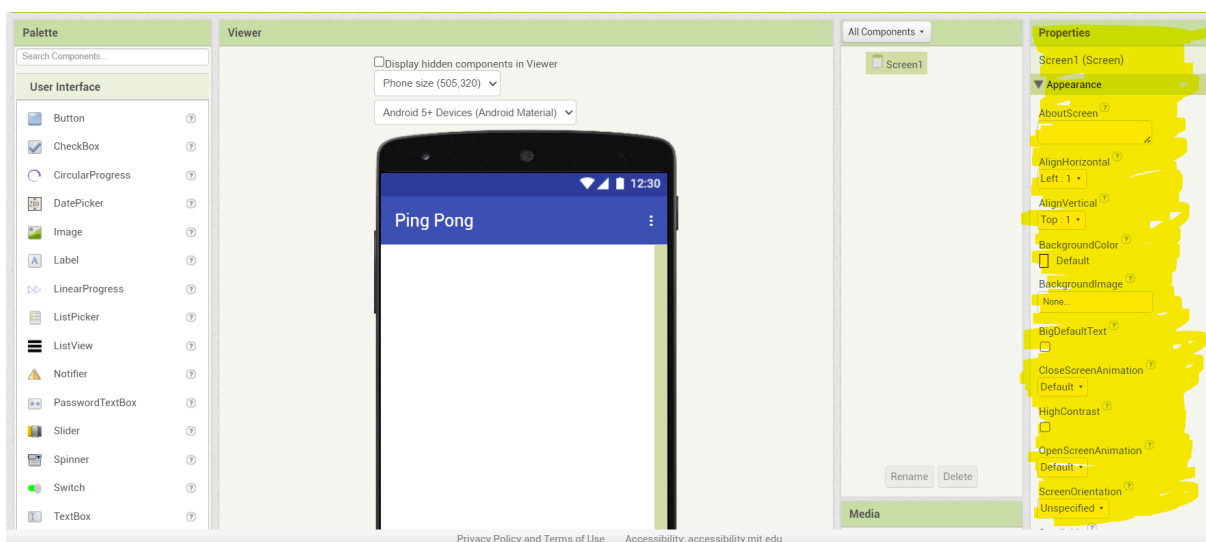 Palette
Search Components...
User Interface
Button
CheckBox
CircularProgress
DatePicker
Image
Label
LinearProgress
ListPicker
ListView
Notifier
PasswordTextBox
Slider
Spinner
Switch
TextBox
Viewer
Display hidden components in Viewer
Phone size (505,320)
Android 5+ Devices (Android Material)
12:30
Ping Pong
All Components
Screen1
Rename Delete
Media
Properties
Screen1 (Screen)
Appearance
AboutScreen
AlignHorizontal
Left : 1
AlignVertical
Top : 1
BackgroundColor
Default
BackgroundImage
None...
BigDefaultText
CloseScreenAnimation
Default
HighContrast
OpenScreenAnimation
Default
ScreenOrientation
Unspecified
Privacy Policy and Terms of Use Accessibility: accessibility.mit.edu